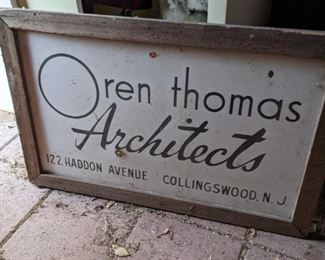 Oren thomas
Architects
122 HADDON AVENUE COLLINGSWOOD, N. J.